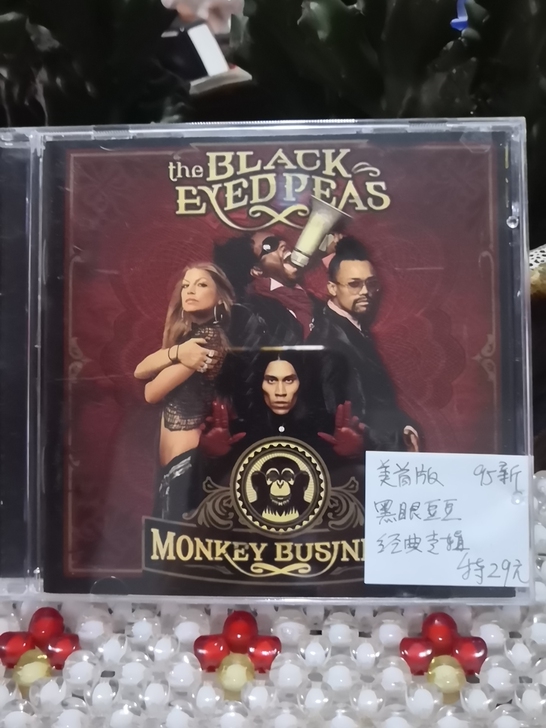 the BLACK
EYED PEAS
MONKEY BUSIN
美首版 95新
黑眼豆豆
经典专辑
特29元